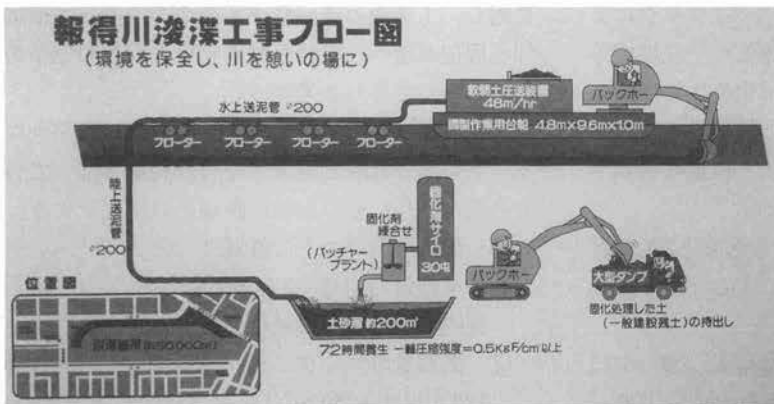 報得川浚渫工事フロー図
(環境を保全し、川を憩いの場に)
軟弱土圧送装置
48m³/hr
バックホー
水上送泥管 ∅200
鋼製作業用台船 4.8m×9.6m×1.0m
フローター
フローター
フローター
フローター
陸上送泥管
∅200
固化剤
練合せ
(バッチャー
プラント)
固化剤サイロ
30屯
バックホー
大型ダンプ
固化処理した土
(一般建設残土)の持出し
位置図
土砂溜 約200㎥
72時間養生 一軸圧縮強度=0.5KgF/c㎡以上